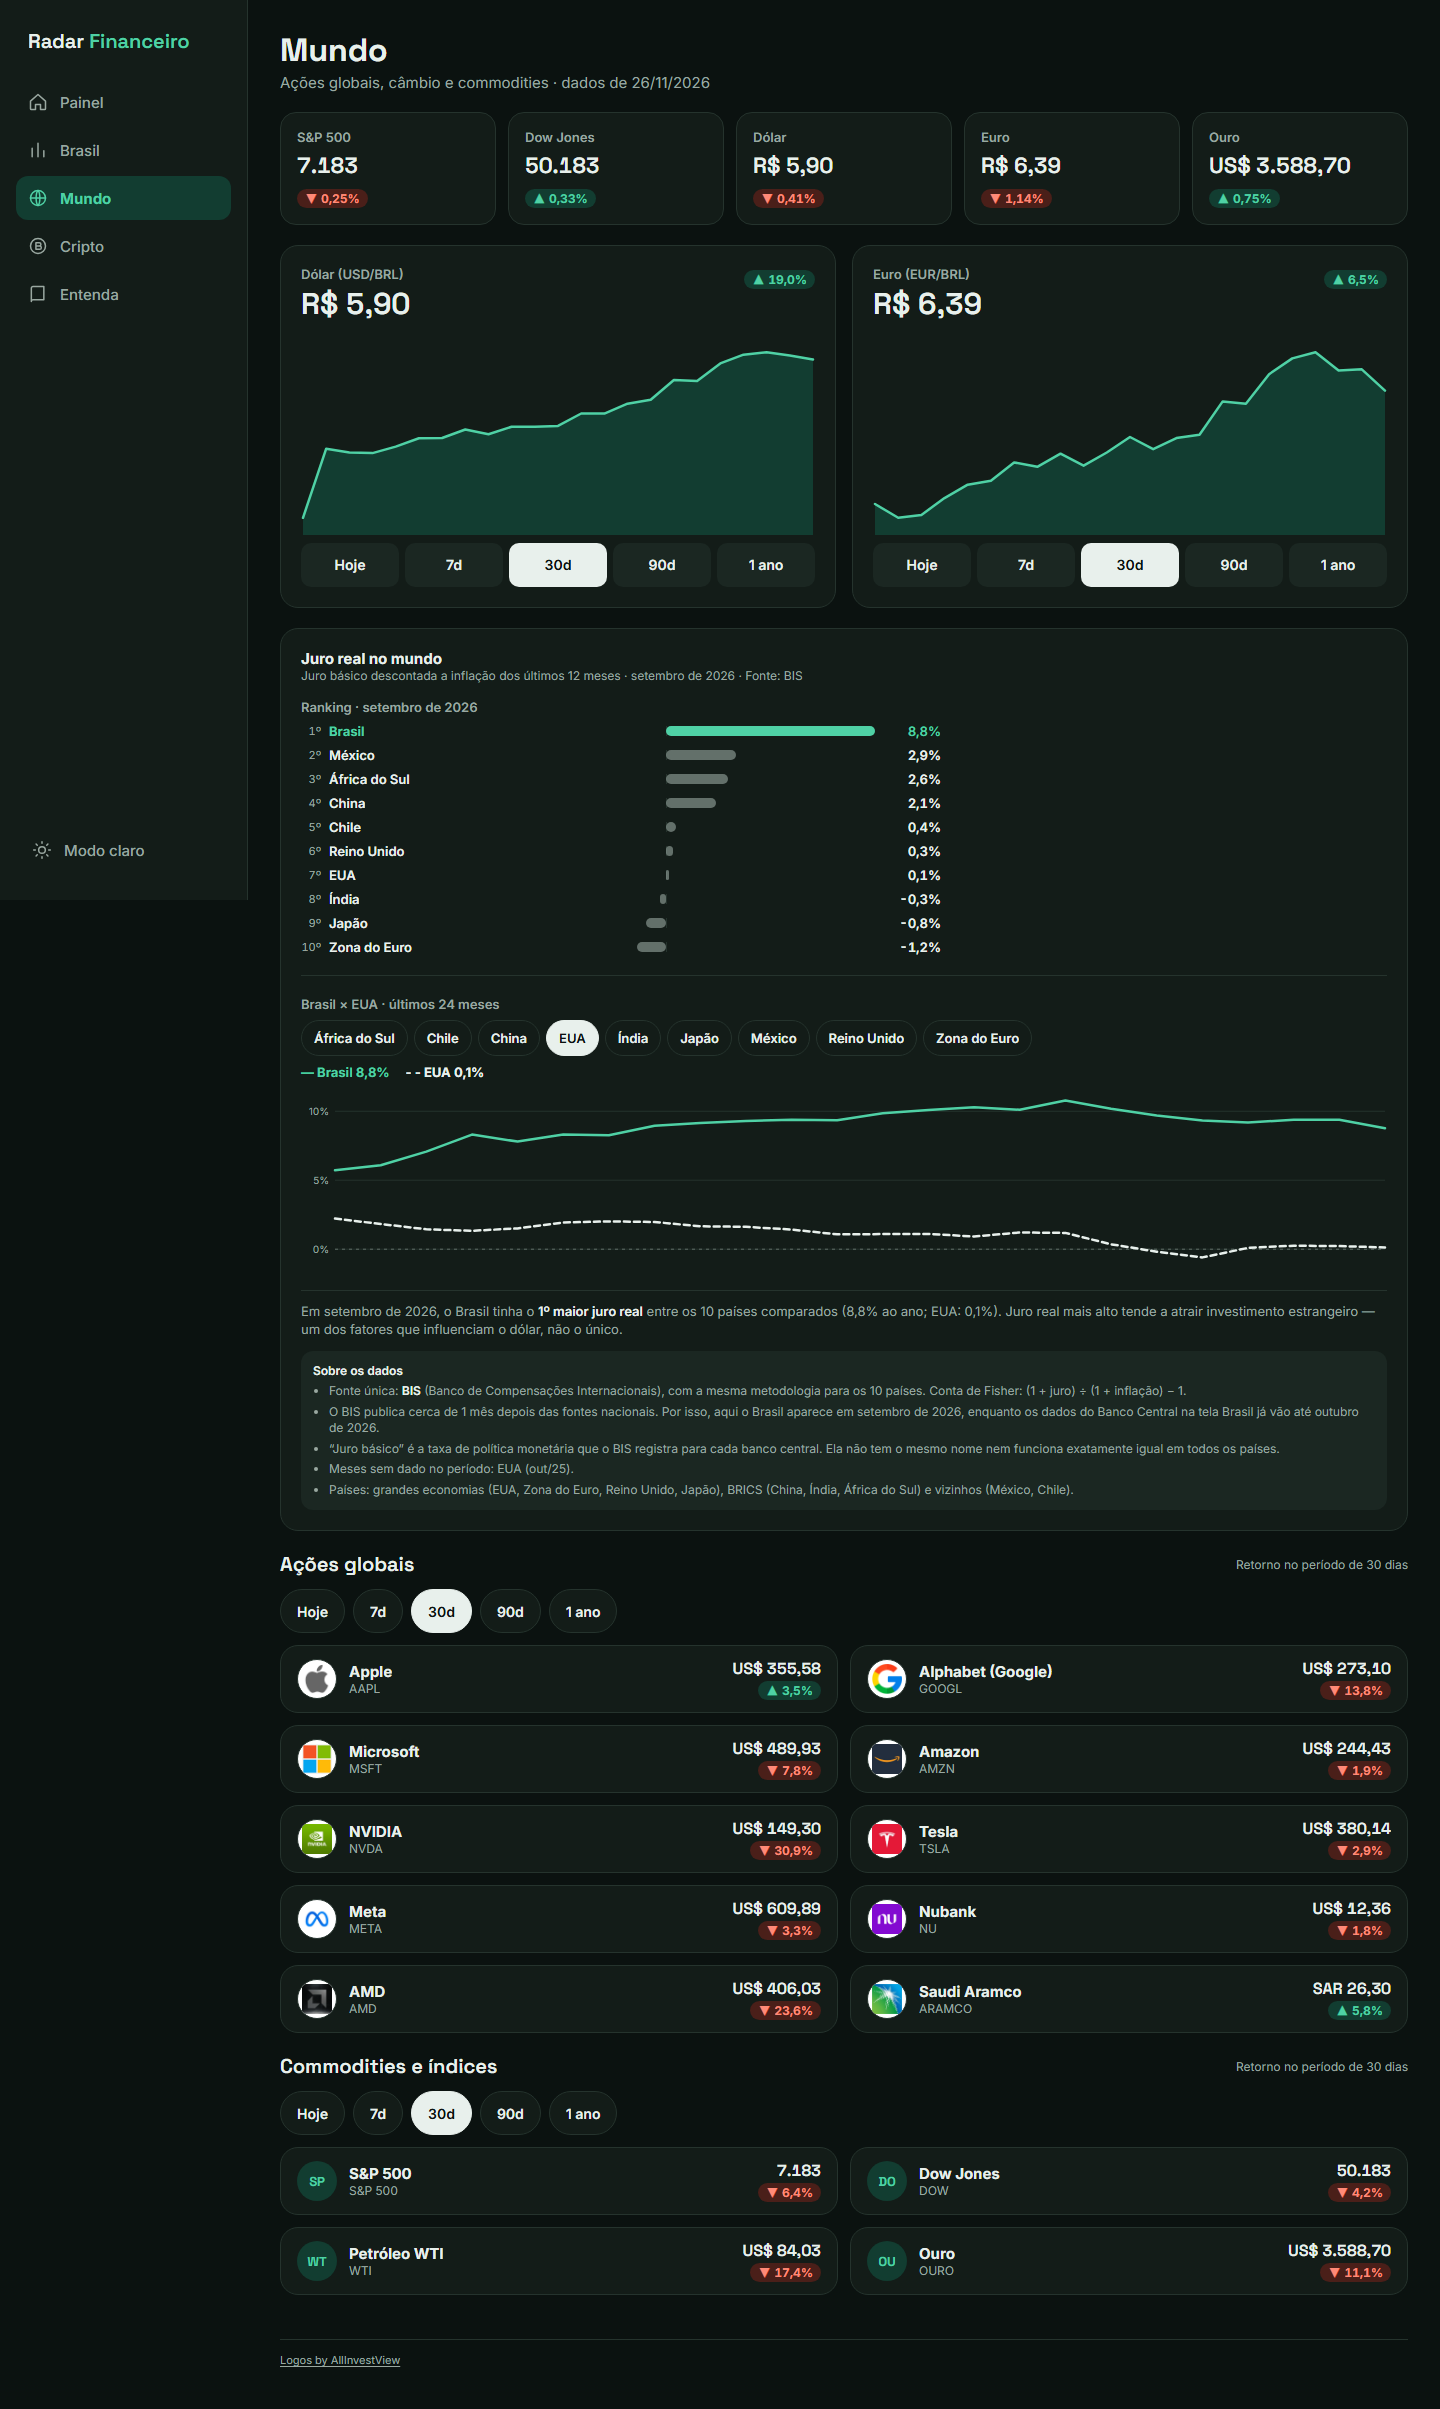 Radar Financeiro
Painel
Brasil
Mundo
Cripto
Entenda
Modo claro
Mundo
Ações globais, câmbio e commodities · dados de 26/11/2026
S&P 500
7.183
▼ 0,25%
Dow Jones
50.183
▲ 0,33%
Dólar
R$ 5,90
▼ 0,41%
Euro
R$ 6,39
▼ 1,14%
Ouro
US$ 3.588,70
▲ 0,75%
Dólar (USD/BRL)
R$ 5,90
▲ 19,0%
Hoje 7d 30d 90d 1 ano
Euro (EUR/BRL)
R$ 6,39
▲ 6,5%
Hoje 7d 30d 90d 1 ano
Juro real no mundo
Juro básico descontada a inflação dos últimos 12 meses · setembro de 2026 · Fonte: BIS
Ranking · setembro de 2026
1º Brasil 8,8%
2º México 2,9%
3º África do Sul 2,6%
4º China 2,1%
5º Chile 0,4%
6º Reino Unido 0,3%
7º EUA 0,1%
8º Índia -0,3%
9º Japão -0,8%
10º Zona do Euro -1,2%
Brasil × EUA · últimos 24 meses
África do Sul Chile China EUA Índia Japão México Reino Unido Zona do Euro
— Brasil 8,8% - - EUA 0,1%
10%
5%
0%
Em setembro de 2026, o Brasil tinha o 1º maior juro real entre os 10 países comparados (8,8% ao ano; EUA: 0,1%). Juro real mais alto tende a atrair investimento estrangeiro —
um dos fatores que influenciam o dólar, não o único.
Sobre os dados
• Fonte única: BIS (Banco de Compensações Internacionais), com a mesma metodologia para os 10 países. Conta de Fisher: (1 + juro) ÷ (1 + inflação) − 1.
• O BIS publica cerca de 1 mês depois das fontes nacionais. Por isso, aqui o Brasil aparece em setembro de 2026, enquanto os dados do Banco Central na tela Brasil já vão até outubro
de 2026.
• “Juro básico” é a taxa de política monetária que o BIS registra para cada banco central. Ela não tem o mesmo nome nem funciona exatamente igual em todos os países.
• Meses sem dado no período: EUA (out/25).
• Países: grandes economias (EUA, Zona do Euro, Reino Unido, Japão), BRICS (China, Índia, África do Sul) e vizinhos (México, Chile).
Ações globais
Retorno no período de 30 dias
Hoje 7d 30d 90d 1 ano
Apple US$ 355,58
AAPL ▲ 3,5%
Alphabet (Google) US$ 273,10
GOOGL ▼ 13,8%
Microsoft US$ 489,93
MSFT ▼ 7,8%
Amazon US$ 244,43
AMZN ▼ 1,9%
NVIDIA US$ 149,30
NVDA ▼ 30,9%
Tesla US$ 380,14
TSLA ▼ 2,9%
Meta US$ 609,89
META ▼ 3,3%
nu Nubank US$ 12,36
NU ▼ 1,8%
AMD US$ 406,03
AMD ▼ 23,6%
Saudi Aramco SAR 26,30
ARAMCO ▲ 5,8%
Commodities e índices
Retorno no período de 30 dias
Hoje 7d 30d 90d 1 ano
SP S&P 500 7.183
S&P 500 ▼ 6,4%
DO Dow Jones 50.183
DOW ▼ 4,2%
WT Petróleo WTI US$ 84,03
WTI ▼ 17,4%
OU Ouro US$ 3.588,70
OURO ▼ 11,1%
Logos by AllInvestView